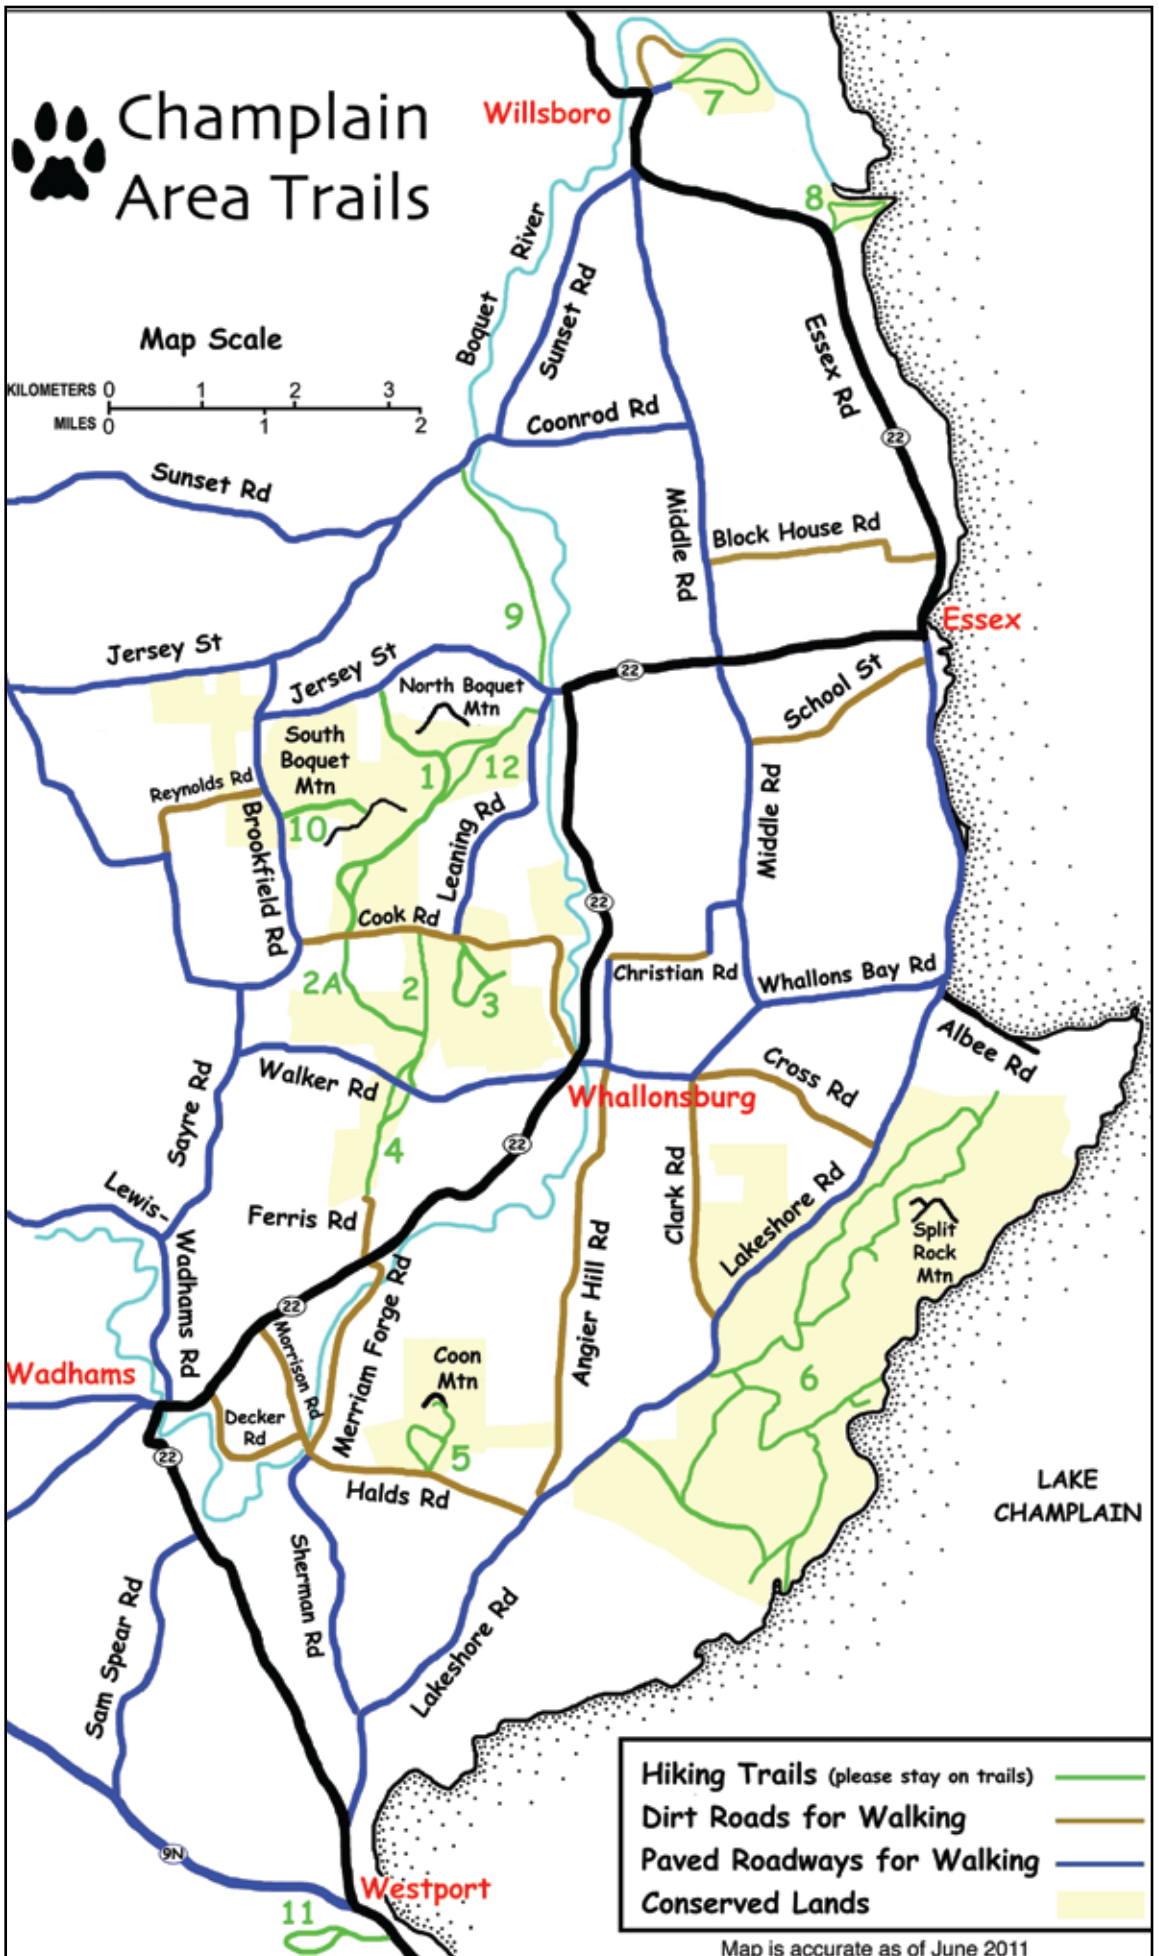 Champlain
Area Trails
Willsboro
7
8
Boquet River
Sunset Rd
Essex Rd
Map Scale
KILOMETERS 0 1 2 3
MILES 0 1 2
Coonrod Rd
22
Sunset Rd
Middle Rd
Block House Rd
9
Essex
Jersey St
Jersey St
22
School St
North Boquet
Mtn
South
Boquet
Mtn
1
12
Reynolds Rd
10
Brookfield Rd
Leaning Rd
Middle Rd
22
Cook Rd
2A
2
3
Christian Rd
Whallons Bay Rd
Albee Rd
Walker Rd
Whallonsburg
Cross Rd
Sayre Rd
22
4
Clark Rd
Lewis-
Wadhams Rd
Ferris Rd
Lakeshore Rd
Split
Rock
Mtn
Angier Hill Rd
22
Morrison Rd
Merriam Forge Rd
Wadhams
Coon
Mtn
6
Decker
Rd
22
5
Halds Rd
LAKE
CHAMPLAIN
Sherman Rd
Sam Spear Rd
Lakeshore Rd
9N
Westport
11
Hiking Trails (please stay on trails)
Dirt Roads for Walking
Paved Roadways for Walking
Conserved Lands
Map is accurate as of June 2011